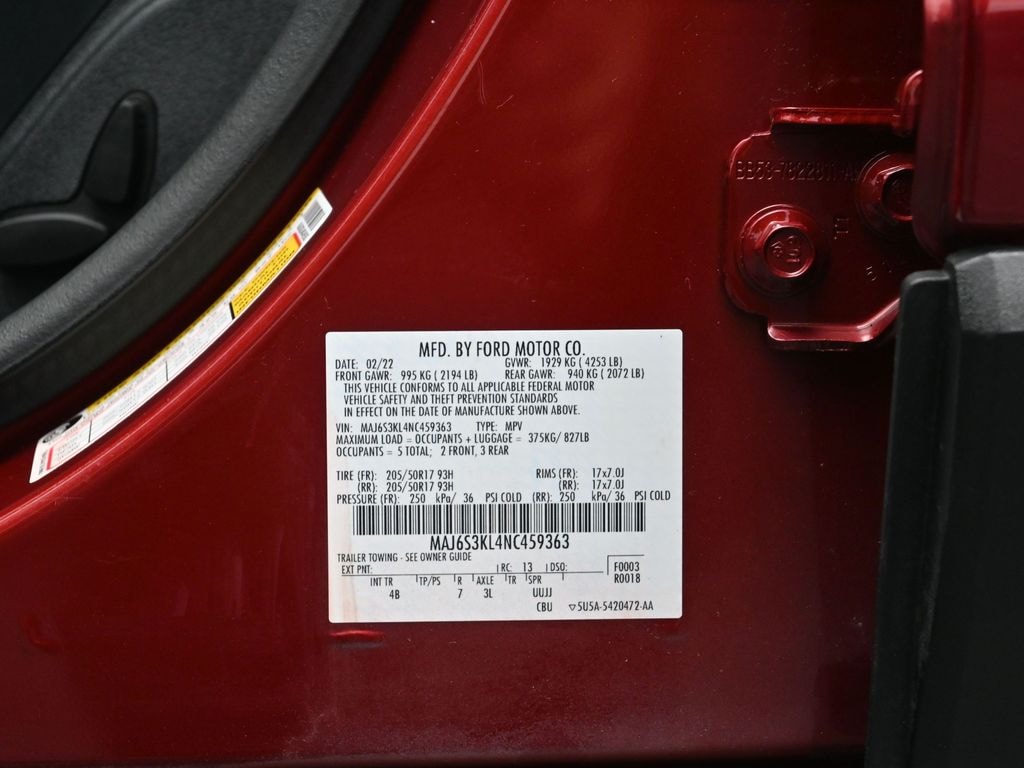 MFD. BY FORD MOTOR CO.
DATE: 02/22 GVWR: 1929 KG ( 4253 LB)
FRONT GAWR: 995 KG ( 2194 LB) REAR GAWR: 940 KG ( 2072 LB)
THIS VEHICLE CONFORMS TO ALL APPLICABLE FEDERAL MOTOR
VEHICLE SAFETY AND THEFT PREVENTION STANDARDS
IN EFFECT ON THE DATE OF MANUFACTURE SHOWN ABOVE.
VIN: MAJ6S3KL4NC459363 TYPE: MPV
MAXIMUM LOAD = OCCUPANTS + LUGGAGE = 375KG/ 827LB
OCCUPANTS = 5 TOTAL; 2 FRONT, 3 REAR
TIRE (FR): 205/50R17 93H RIMS (FR): 17x7.0J
(RR): 205/50R17 93H (RR): 17x7.0J
PRESSURE (FR): 250 kPa/ 36 PSI COLD (RR): 250 kPa/ 36 PSI COLD
MAJ6S3KL4NC459363
TRAILER TOWING - SEE OWNER GUIDE
EXT PNT: RC: 13 DSO: F0003
R0018
INT TR TP/PS R AXLE TR SPR
4B 7 3L UUJJ
CBU ▽5U5A-5420472-AA